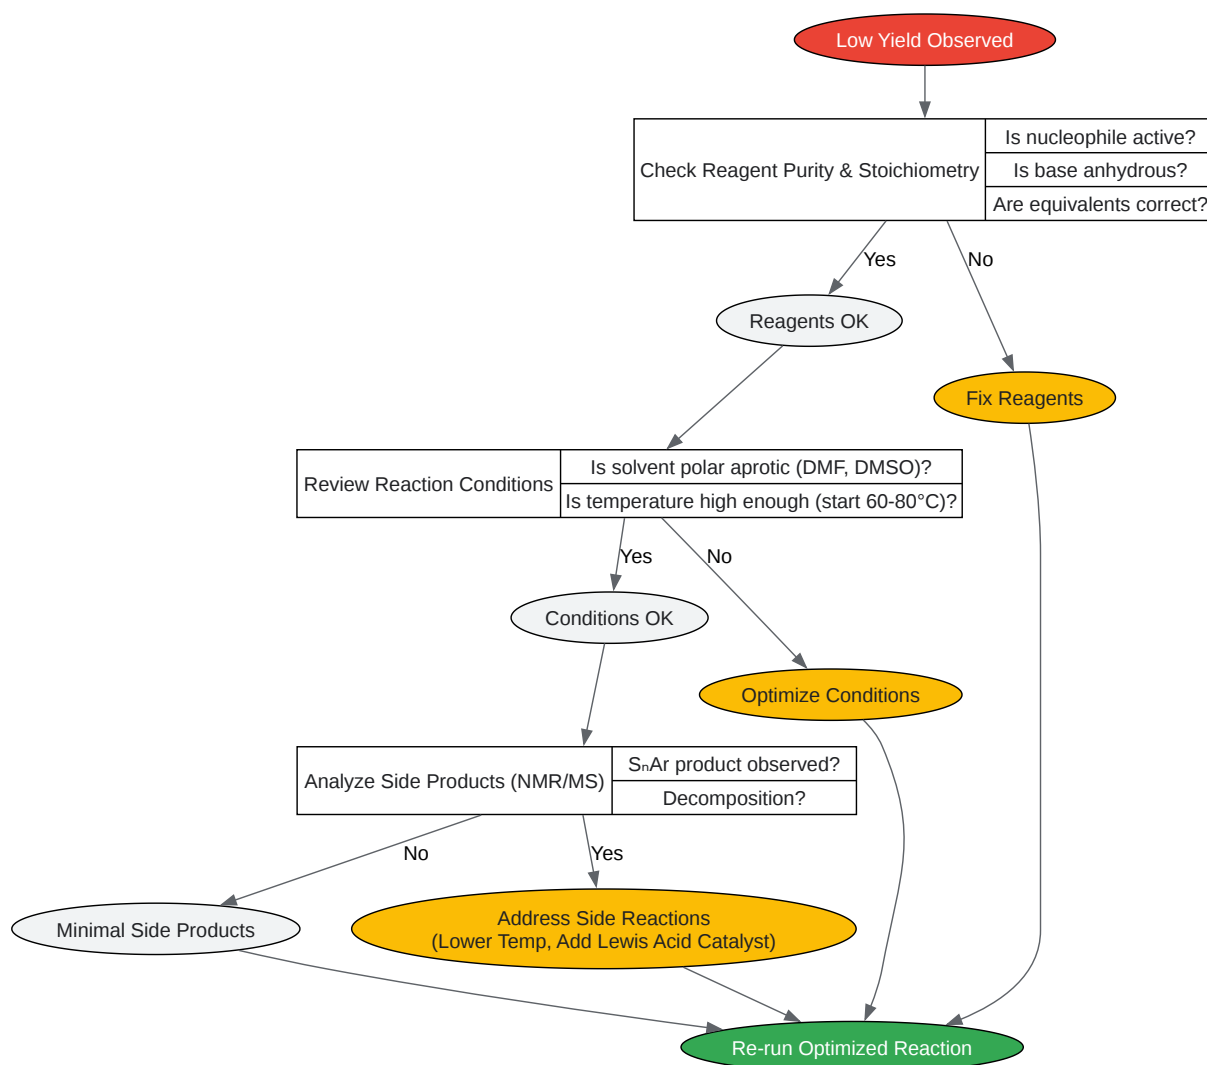 Low Yield Observed
Check Reagent Purity & Stoichiometry
Is nucleophile active?
Is base anhydrous?
Are equivalents correct?
Yes
No
Reagents OK
Fix Reagents
Review Reaction Conditions
Is solvent polar aprotic (DMF, DMSO)?
Is temperature high enough (start 60-80°C)?
Yes
No
Conditions OK
Optimize Conditions
Analyze Side Products (NMR/MS)
SₙAr product observed?
Decomposition?
No
Yes
Minimal Side Products
Address Side Reactions
(Lower Temp, Add Lewis Acid Catalyst)
Re-run Optimized Reaction